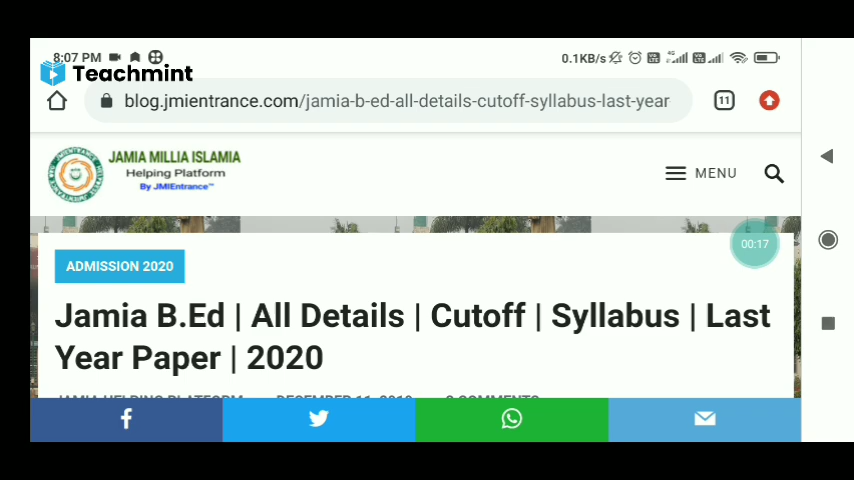 8:07 PM
0.1KB/s
4G
Teachmint
blog.jmientrance.com/jamia-b-ed-all-details-cutoff-syllabus-last-year
11
JAMIA MILLIA ISLAMIA
Helping Platform
By JMIEntrance™
MENU
00:17
ADMISSION 2020
Jamia B.Ed | All Details | Cutoff | Syllabus | Last
Year Paper | 2020